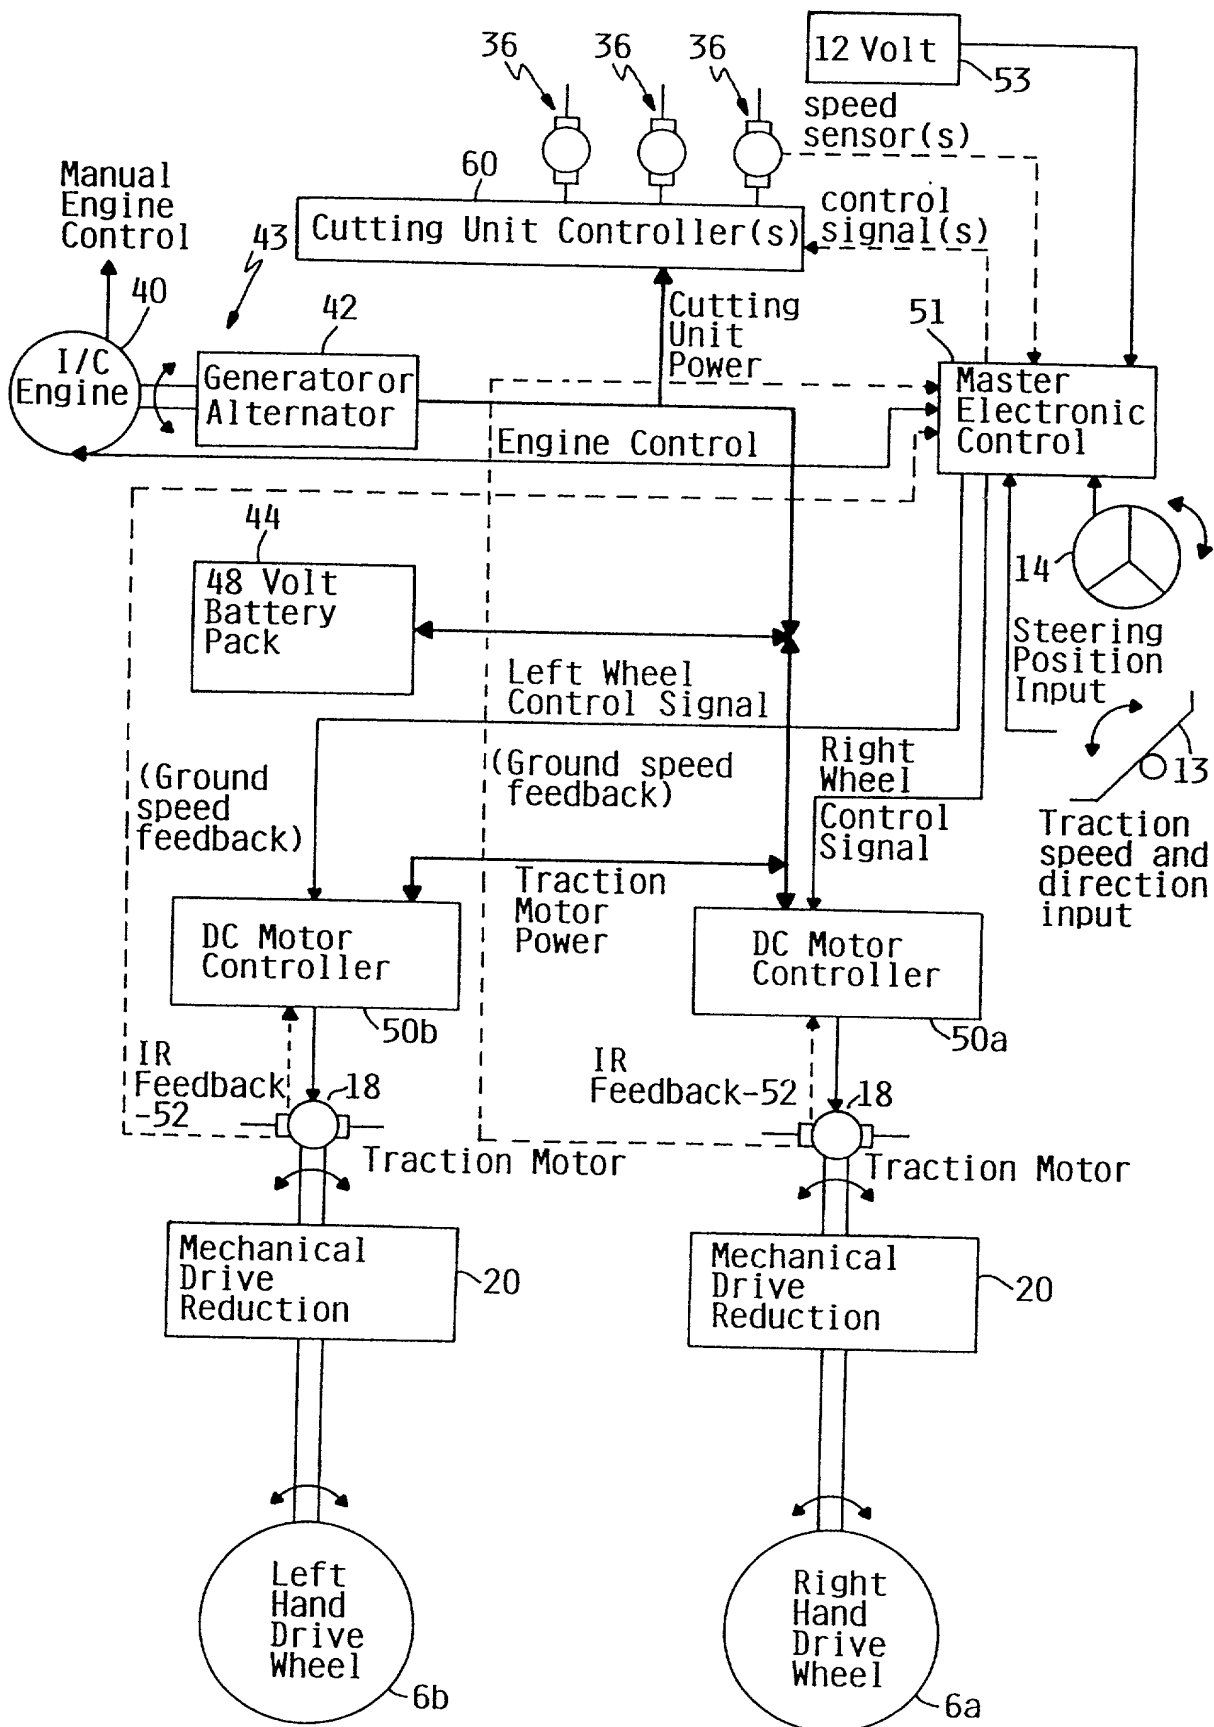 36
36
36
12 Volt
53
speed
sensor(s)
60
Manual
Engine
Control
43
Cutting Unit Controller(s)
control
signal(s)
40
42
Cutting
Unit
Power
51
I/C
Engine
Generator or
Alternator
Master
Electronic
Control
Engine Control
44
48 Volt
Battery
Pack
14
Steering
Position
Input
Left Wheel
Control Signal
(Ground
speed
feedback)
(Ground speed
feedback)
Right
Wheel
Control
Signal
13
Traction
speed and
direction
input
Traction
Motor
Power
DC Motor
Controller
DC Motor
Controller
50b
50a
IR
Feedback
-52
18
IR
Feedback-52
18
Traction Motor
Traction Motor
Mechanical
Drive
Reduction
20
Mechanical
Drive
Reduction
20
Left
Hand
Drive
Wheel
Right
Hand
Drive
Wheel
6b
6a